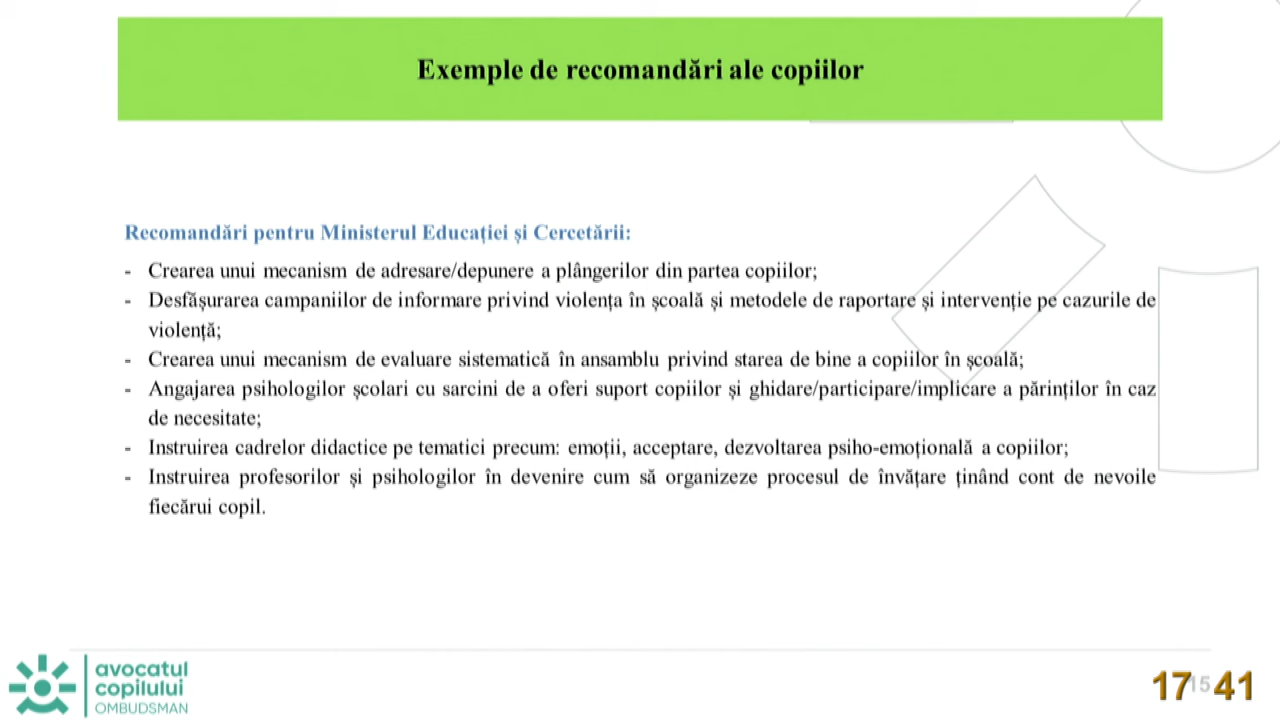 Exemple de recomandări ale copiilor
Recomandări pentru Ministerul Educației și Cercetării:
- Crearea unui mecanism de adresare/depunere a plângerilor din partea copiilor;
- Desfășurarea campaniilor de informare privind violența în școală și metodele de raportare și intervenție pe cazurile de
violență;
- Crearea unui mecanism de evaluare sistematică în ansamblu privind starea de bine a copiilor în școală;
- Angajarea psihologilor școlari cu sarcini de a oferi suport copiilor și ghidare/participare/implicare a părinților în caz
de necesitate;
- Instruirea cadrelor didactice pe tematici precum: emoții, acceptare, dezvoltarea psiho-emoțională a copiilor;
- Instruirea profesorilor și psihologilor în devenire cum să organizeze procesul de învățare ținând cont de nevoile
fiecărui copil.
avocatul
copilului
OMBUDSMAN
17 15 41